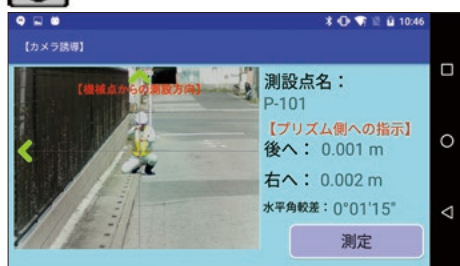 10:46
【カメラ誘導】
【機械点からの測設方向】
測設点名：
P-101
【プリズム側への指示】
後へ： 0.001 m
右へ： 0.002 m
水平角較差：0°01'15"
測定